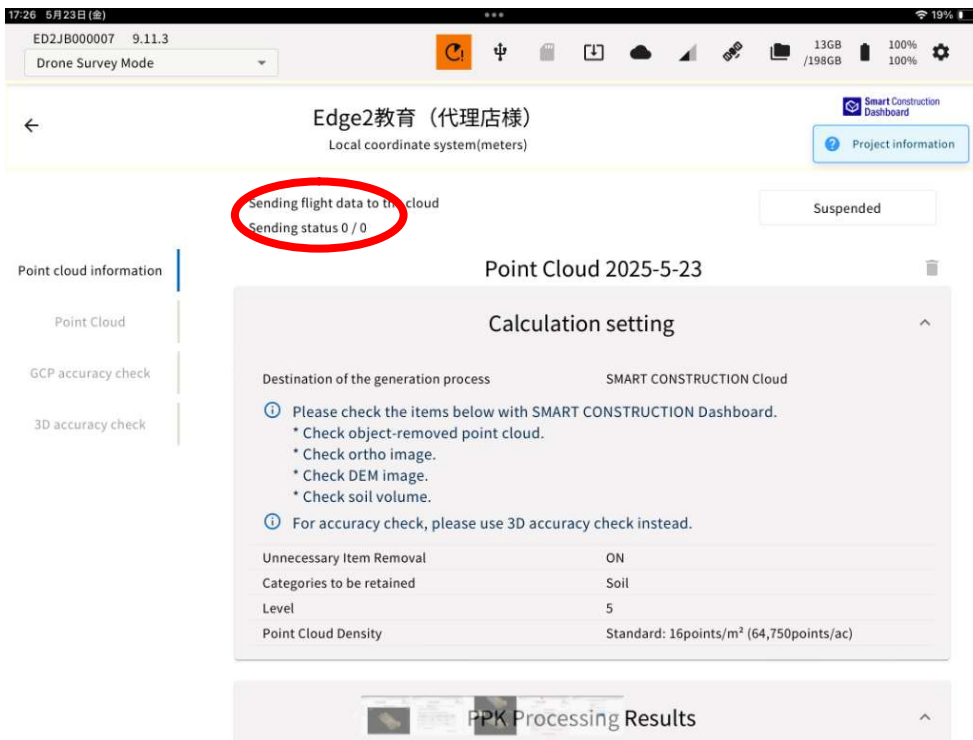 17:26 5月23日(金)
19%
ED2JB000007 9.11.3
Drone Survey Mode
13GB
/198GB
100%
100%
Edge2教育（代理店様）
Local coordinate system(meters)
Smart Construction
Dashboard
Project information
Sending flight data to the cloud
Sending status 0 / 0
Suspended
Point cloud information
Point Cloud
GCP accuracy check
3D accuracy check
Point Cloud 2025-5-23
Calculation setting
Destination of the generation process SMART CONSTRUCTION Cloud
Please check the items below with SMART CONSTRUCTION Dashboard.
* Check object-removed point cloud.
* Check ortho image.
* Check DEM image.
* Check soil volume.
For accuracy check, please use 3D accuracy check instead.
Unnecessary Item Removal ON
Categories to be retained Soil
Level 5
Point Cloud Density Standard: 16points/m² (64,750points/ac)
PPK Processing Results